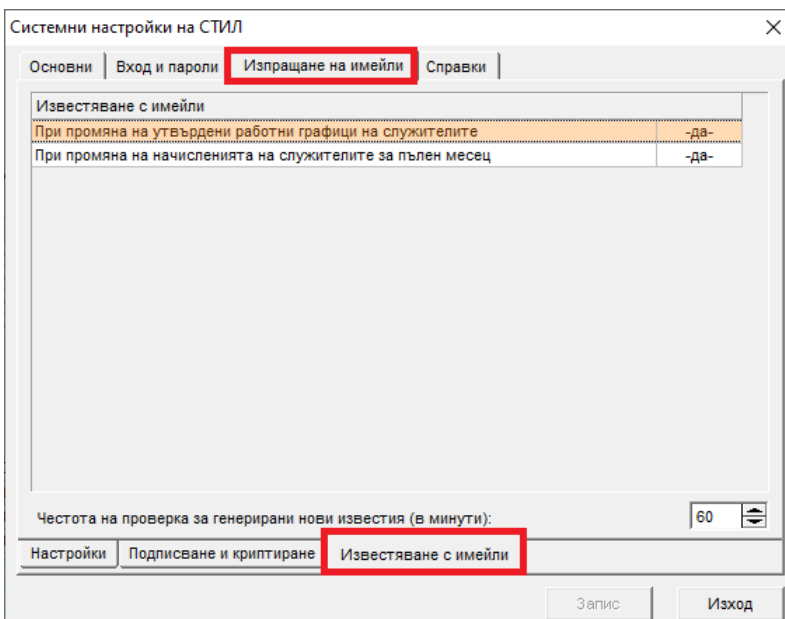 Системни настройки на СТИЛ
Основни Вход и пароли Изпращане на имейли Справки
Известяване с имейли
При промяна на утвърдени работни графици на служителите -да-
При промяна на начисленията на служителите за пълен месец -да-
Честота на проверка за генерирани нови известия (в минути): 60
Настройки Подписване и криптиране Известяване с имейли
Запис Изход